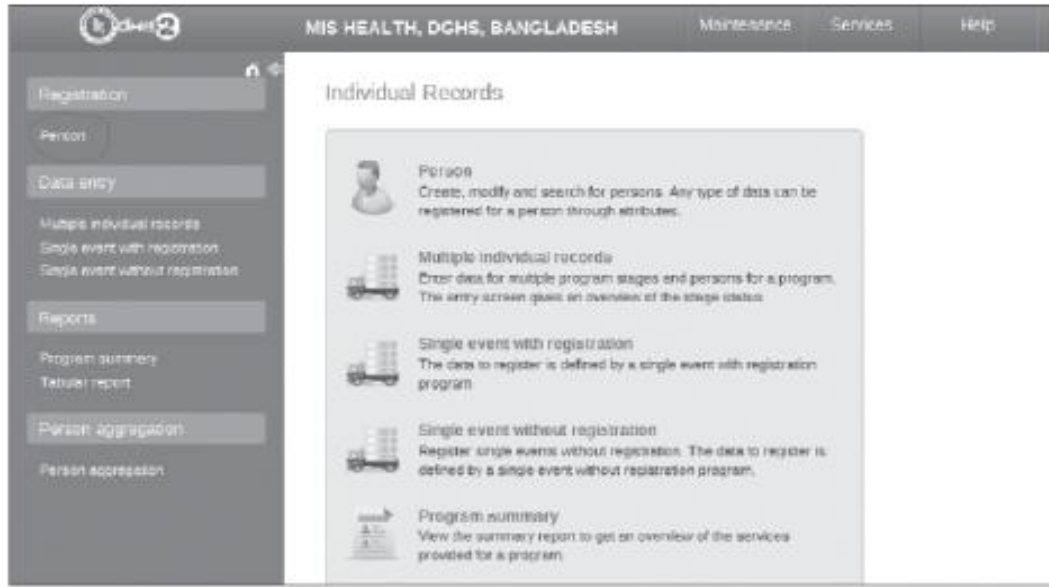 dhis2
MIS HEALTH, DGHS, BANGLADESH
Maintenance
Services
Help
Registration
Person
Data entry
Multiple individual records
Single event with registration
Single event without registration
Reports
Program summary
Tabular report
Person aggregation
Person aggregation
Individual Records
Person
Create, modify and search for persons. Any type of data can be
registered for a person through attributes.
Multiple individual records
Enter data for multiple program stages and persons for a program.
The entry screen gives an overview of the stage status
Single event with registration
The data to register is defined by a single event with registration
program
Single event without registration
Register single events without registration. The data to register is
defined by a single event without registration program.
Program summary
View the summary report to get an overview of the services
provided for a program.